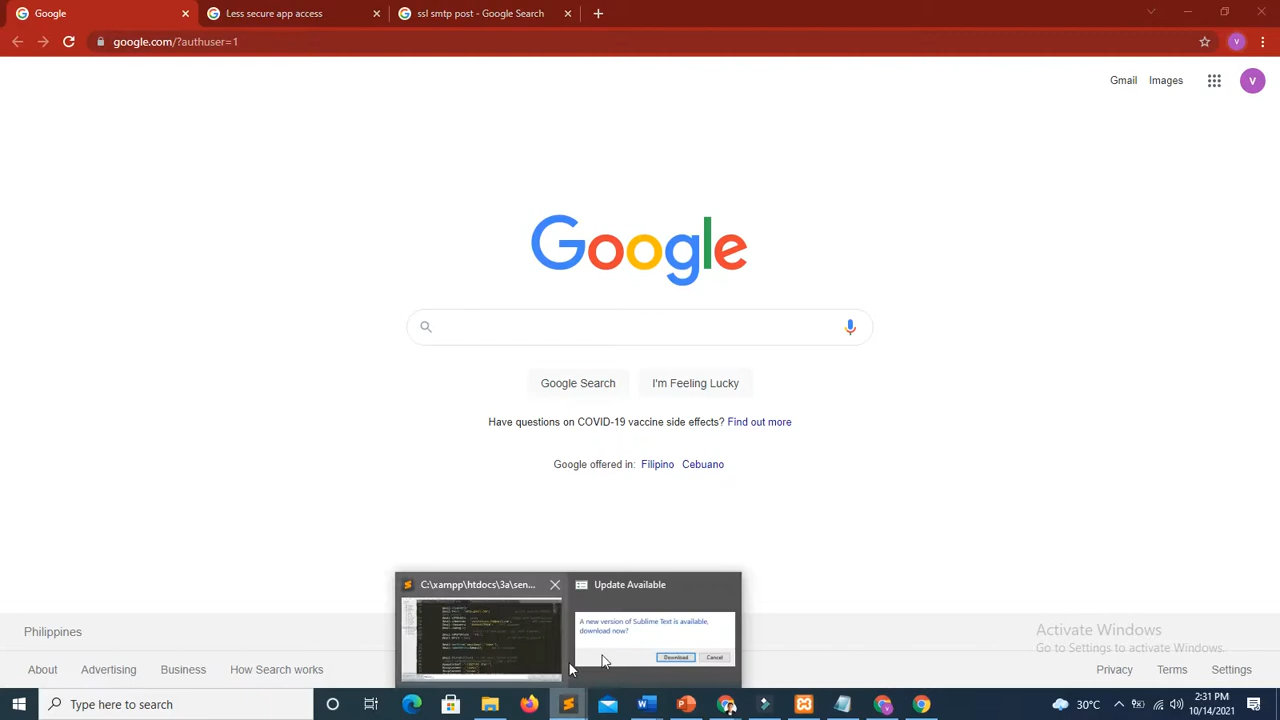 Google
Less secure app access
ssl smtp post - Google Search
google.com/?authuser=1
V
Gmail
Images
V
Google
Google Search
I'm Feeling Lucky
Have questions on COVID-19 vaccine side effects? Find out more
Google offered in: Filipino Cebuano
C:\xampp\htdocs\3a\sen...
Update Available
A new version of Sublime Text is available,
download now?
Download
Cancel
Philippines
Activate Windows
Go to Settings to activate Windows.
Advertising
How Search works
Privacy
Terms
Settings
Type here to search
30°C
2:31 PM
10/14/2021